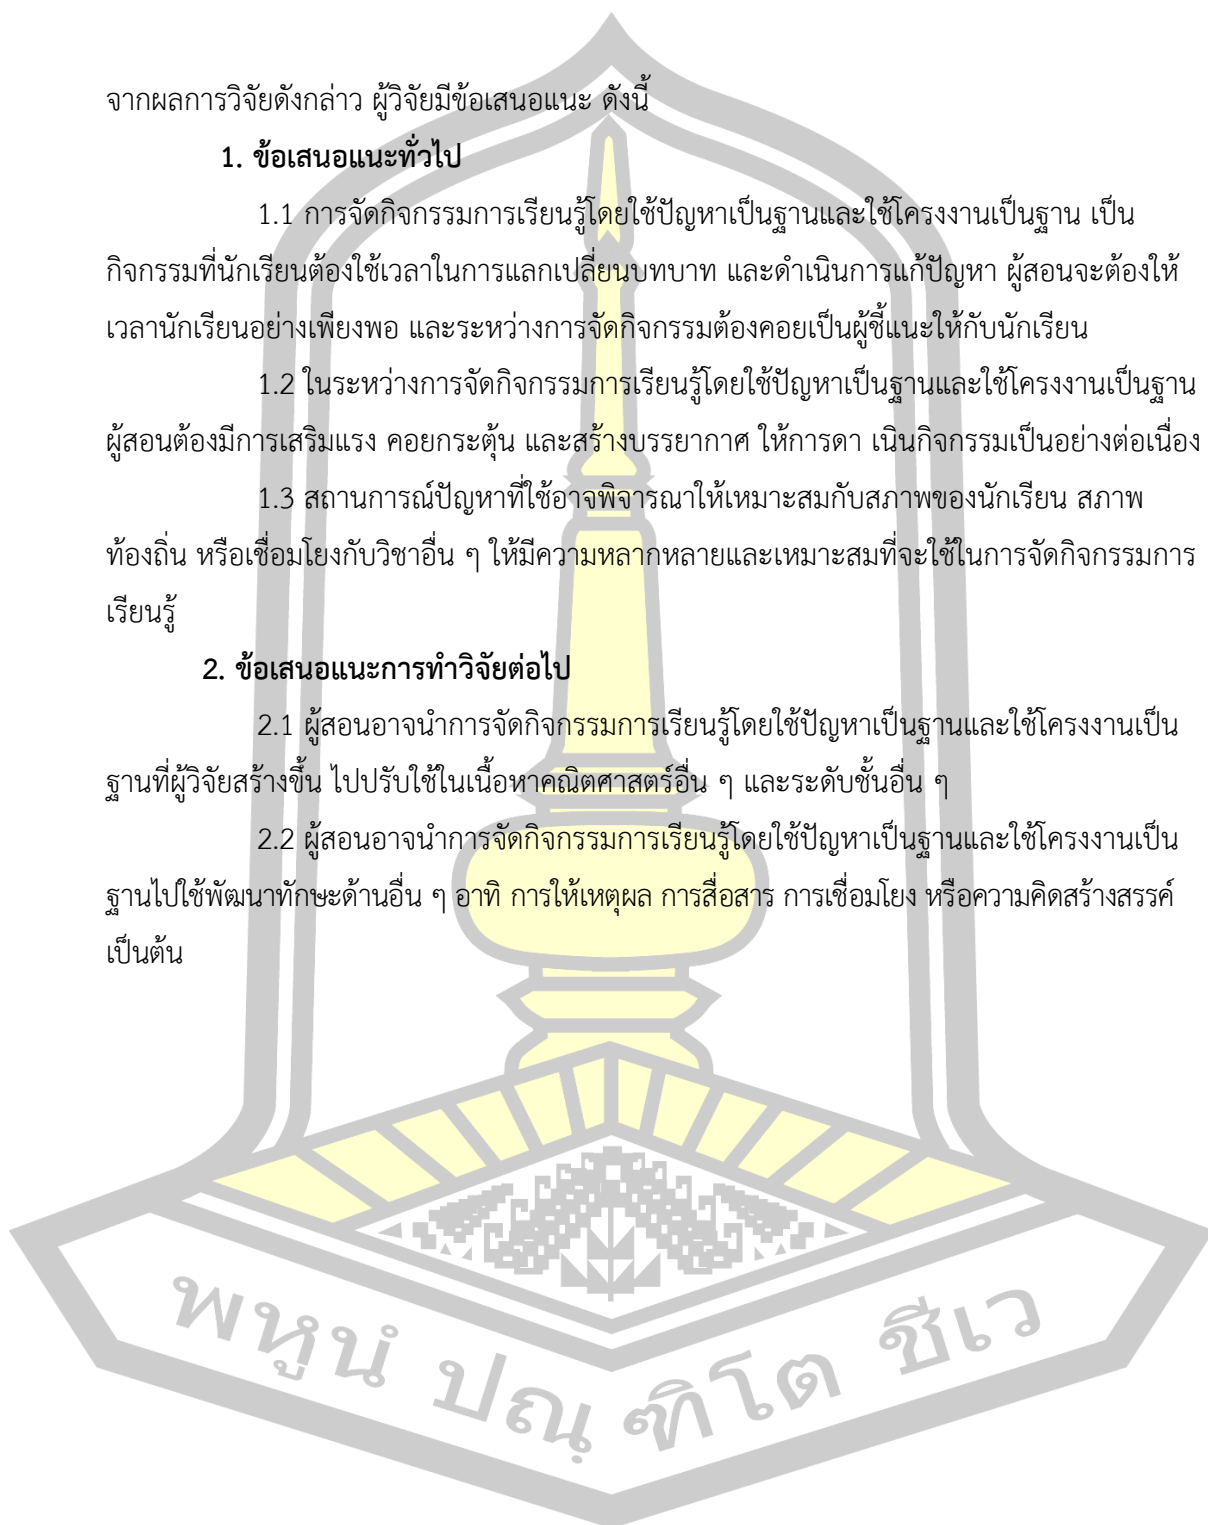 จากผลการวิจัยดังกล่าว ผู้วิจัยมีข้อเสนอแนะ ดังนี้
1. ข้อเสนอแนะทั่วไป
1.1 การจัดกิจกรรมการเรียนรู้โดยใช้ปัญหาเป็นฐานและใช้โครงงานเป็นฐาน เป็น
กิจกรรมที่นักเรียนต้องใช้เวลาในการแลกเปลี่ยนบทบาท และดำเนินการแก้ปัญหา ผู้สอนจะต้องให้
เวลานักเรียนอย่างเพียงพอ และระหว่างการจัดกิจกรรมต้องคอยเป็นผู้ชี้แนะให้กับนักเรียน
1.2 ในระหว่างการจัดกิจกรรมการเรียนรู้โดยใช้ปัญหาเป็นฐานและใช้โครงงานเป็นฐาน
ผู้สอนต้องมีการเสริมแรง คอยกระตุ้น และสร้างบรรยากาศ ให้การดา เนินกิจกรรมเป็นอย่างต่อเนื่อง
1.3 สถานการณ์ปัญหาที่ใช้อาจพิจารณาให้เหมาะสมกับสภาพของนักเรียน สภาพ
ท้องถิ่น หรือเชื่อมโยงกับวิชาอื่น ๆ ให้มีความหลากหลายและเหมาะสมที่จะใช้ในการจัดกิจกรรมการ
เรียนรู้
2. ข้อเสนอแนะการทำวิจัยต่อไป
2.1 ผู้สอนอาจนำการจัดกิจกรรมการเรียนรู้โดยใช้ปัญหาเป็นฐานและใช้โครงงานเป็น
ฐานที่ผู้วิจัยสร้างขึ้น ไปปรับใช้ในเนื้อหาคณิตศาสตร์อื่น ๆ และระดับชั้นอื่น ๆ
2.2 ผู้สอนอาจนำการจัดกิจกรรมการเรียนรู้โดยใช้ปัญหาเป็นฐานและใช้โครงงานเป็น
ฐานไปใช้พัฒนาทักษะด้านอื่น ๆ อาทิ การให้เหตุผล การสื่อสาร การเชื่อมโยง หรือความคิดสร้างสรรค์
เป็นต้น
พหูนํ ปณฺฑิโต ชีเว